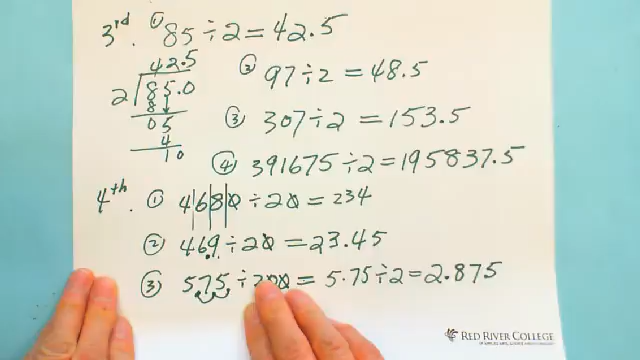 3rd. ① 85 ÷ 2 = 42.5
42.5
2 85.0
8
05
4
10
② 97 ÷ 2 = 48.5
③ 307 ÷ 2 = 153.5
④ 391675 ÷ 2 = 195837.5
4th. ① 4680 ÷ 20 = 234
② 469 ÷ 20 = 23.45
③ 575 ÷ 200 = 5.75 ÷ 2 = 2.875
RED RIVER COLLEGE